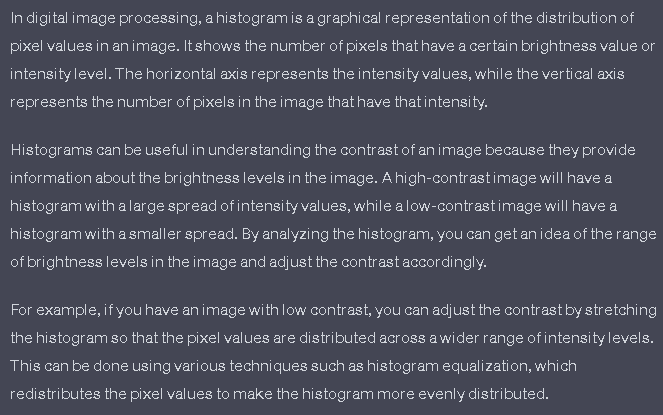 In digital image processing, a histogram is a graphical representation of the distribution of
pixel values in an image. It shows the number of pixels that have a certain brightness value or
intensity level. The horizontal axis represents the intensity values, while the vertical axis
represents the number of pixels in the image that have that intensity.
Histograms can be useful in understanding the contrast of an image because they provide
information about the brightness levels in the image. A high-contrast image will have a
histogram with a large spread of intensity values, while a low-contrast image will have a
histogram with a smaller spread. By analyzing the histogram, you can get an idea of the range
of brightness levels in the image and adjust the contrast accordingly.
For example, if you have an image with low contrast, you can adjust the contrast by stretching
the histogram so that the pixel values are distributed across a wider range of intensity levels.
This can be done using various techniques such as histogram equalization, which
redistributes the pixel values to make the histogram more evenly distributed.